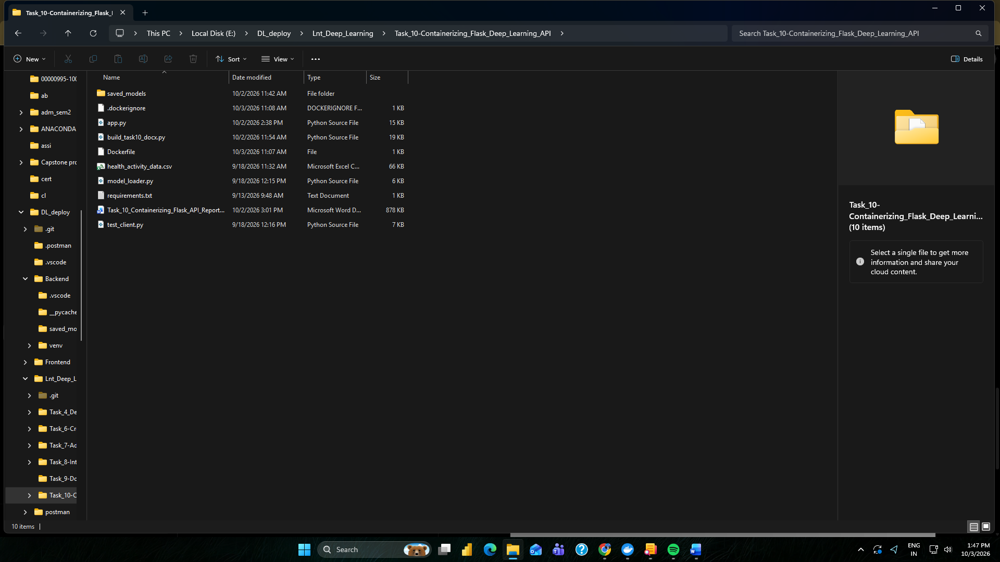 Task_10-Containerizing_Flask_I
This PC
Local Disk (E:)
DL_deploy
Lnt_Deep_Learning
Task_10-Containerizing_Flask_Deep_Learning_API
Search Task_10-Containerizing_Flask_Deep_Learning_API
New
Sort
View
Details
00000995-100
ab
adm_sem2
ANACONDA
assi
Capstone pro
cert
cl
DL_deploy
.git
.postman
.vscode
Backend
.vscode
__pycache
saved_mo
venv
Frontend
Lnt_Deep_L
.git
Task_4_De
Task_6-Cr
Task_7-Ad
Task_8-Int
Task_9-Do
Task_10-C
postman
Name Date modified Type Size
saved_models 10/2/2026 11:42 AM File folder
.dockerignore 10/3/2026 11:08 AM DOCKERIGNORE F... 1 KB
app.py 10/2/2026 2:38 PM Python Source File 15 KB
build_task10_docx.py 10/2/2026 11:54 AM Python Source File 19 KB
Dockerfile 10/3/2026 11:07 AM File 1 KB
health_activity_data.csv 9/18/2026 11:32 AM Microsoft Excel C... 66 KB
model_loader.py 9/18/2026 12:15 PM Python Source File 6 KB
requirements.txt 9/13/2026 9:48 AM Text Document 1 KB
Task_10_Containerizing_Flask_API_Report... 10/2/2026 3:01 PM Microsoft Word D... 878 KB
test_client.py 9/18/2026 12:16 PM Python Source File 7 KB
Task_10-
Containerizing_Flask_Deep_Learni...
(10 items)
Select a single file to get more
information and share your
cloud content.
10 items
Search
ENG
IN
1:47 PM
10/3/2026